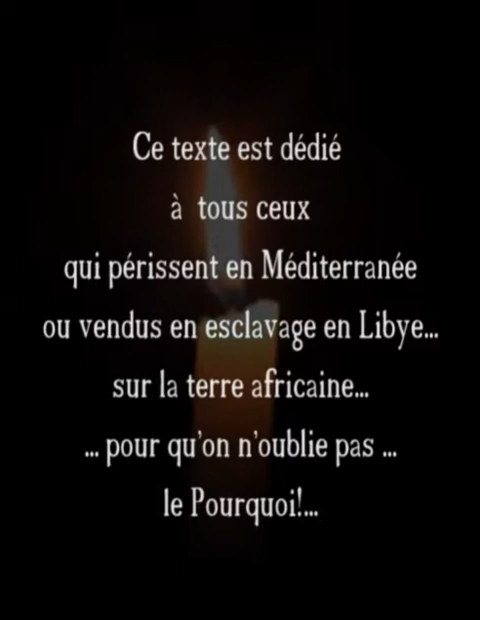 Ce texte est dédié
à tous ceux
qui périssent en Méditerranée
ou vendus en esclavage en Libye...
sur la terre africaine...
... pour qu'on n'oublie pas ...
le Pourquoi!...